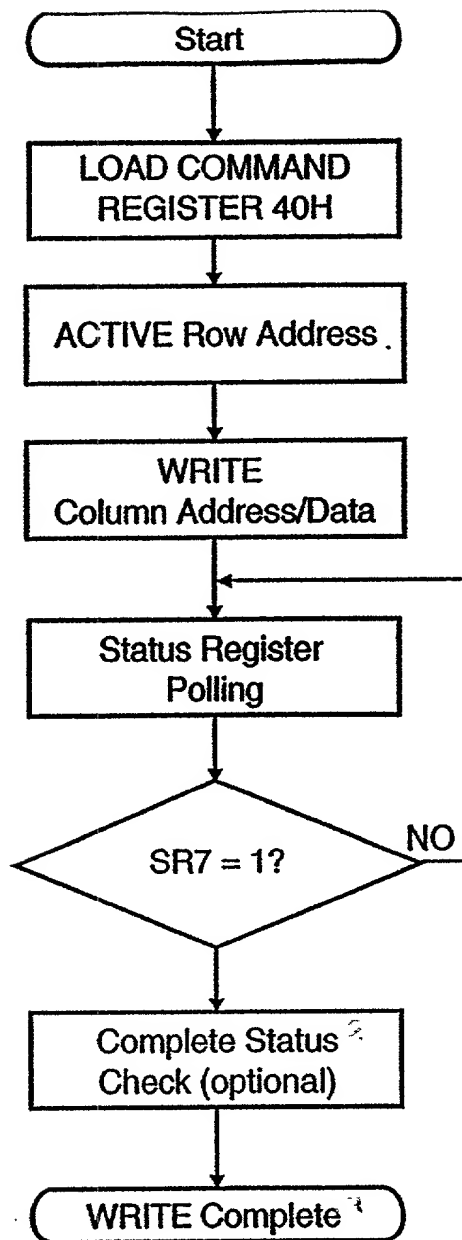 Start
LOAD COMMAND
REGISTER 40H
ACTIVE Row Address
WRITE
Column Address/Data
Status Register
Polling
SR7 = 1?
NO
Complete Status
Check (optional)
WRITE Complete